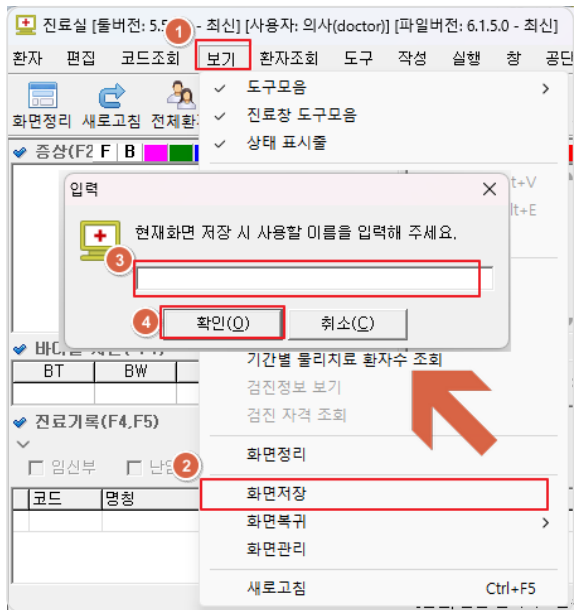 진료실 [툴버전: 5.5 - 최신] [사용자: 의사(doctor)] [파일버전: 6.1.5.0 - 최신]
1
환자 편집 코드조회 보기 환자조회 도구 작성 실행 창 공단
도구모음
진료창 도구모음
상태 표시줄
화면정리 새로고침 전체환
증상(F2 F B
t+V
lt+E
입력
현재화면 저장 시 사용할 이름을 입력해 주세요.
3
4 확인(O) 취소(C)
BT BW
기간별 물리치료 환자수 조회
검진정보 보기
검진 자격 조회
진료기록(F4,F5)
화면정리
임신부
2
코드 명칭
화면저장
화면복귀
화면관리
새로고침 Ctrl+F5